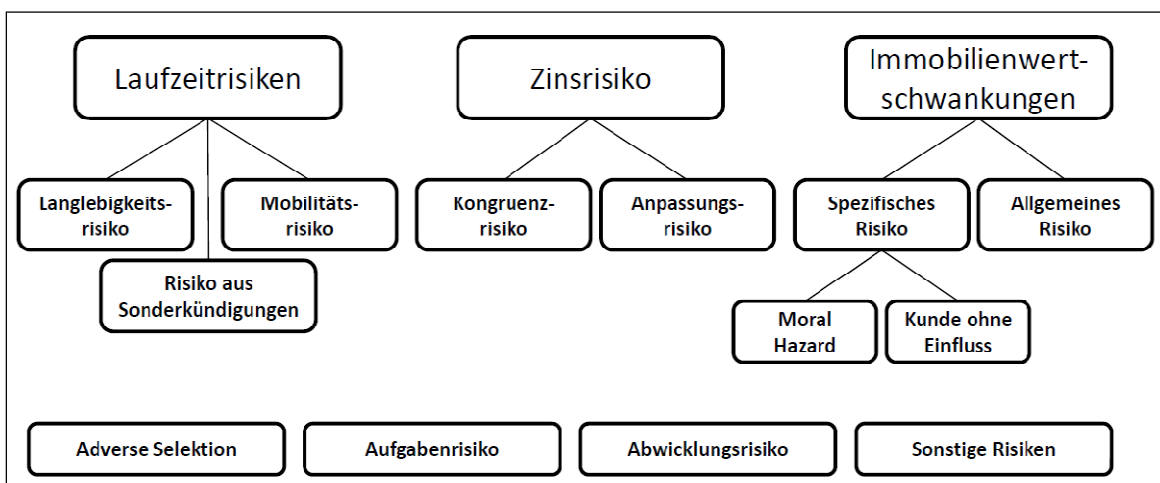 Laufzeitrisiken
Zinsrisiko
Immobilienwert-
schwankungen
Langlebigkeits-
risiko
Mobilitäts-
risiko
Risiko aus
Sonderkündigungen
Kongruenz-
risiko
Anpassungs-
risiko
Spezifisches
Risiko
Allgemeines
Risiko
Moral
Hazard
Kunde ohne
Einfluss
Adverse Selektion
Aufgabenrisiko
Abwicklungsrisiko
Sonstige Risiken